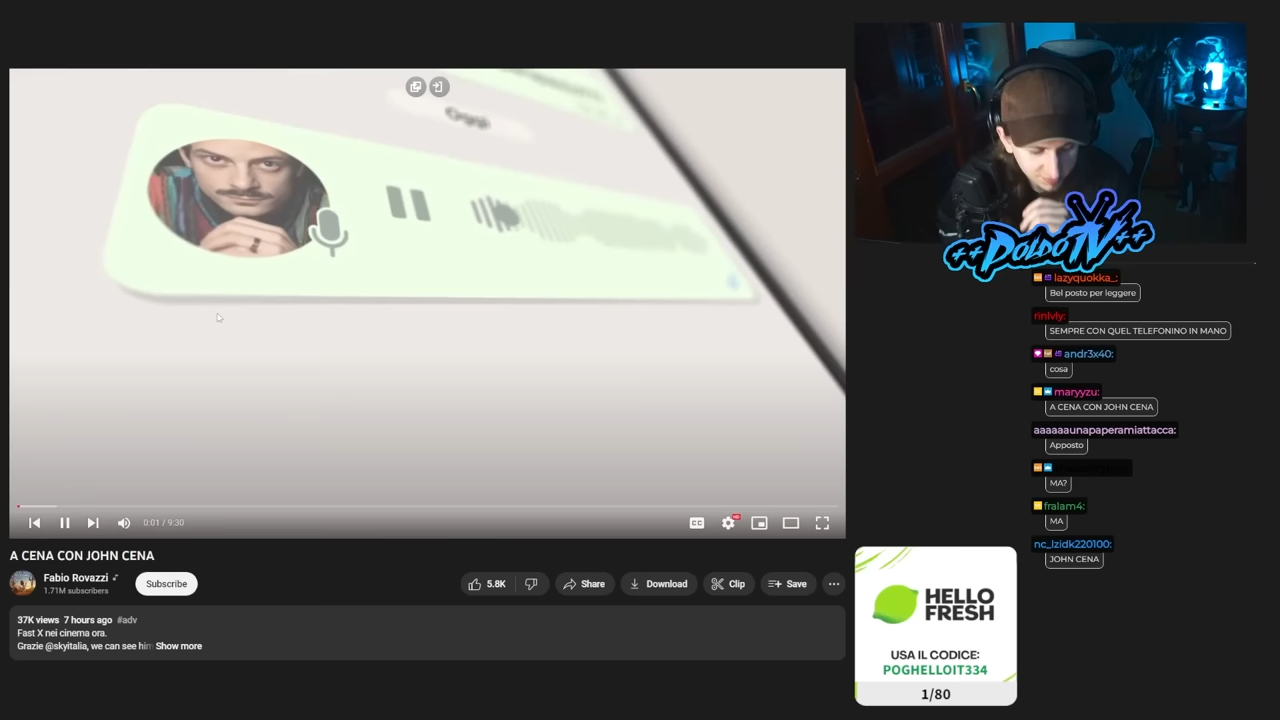 Oggi
0:01 / 9:30
CC
HD
A CENA CON JOHN CENA
Fabio Rovazzi
1.71M subscribers
Subscribe
5.8K
Share
Download
Clip
Save
37K views 7 hours ago #adv
Fast X nei cinema ora.
Grazie @skyitalia, we can see him Show more
++ DOLDOTV ++
lazyquokka_:
Bel posto per leggere
rinlvly:
SEMPRE CON QUEL TELEFONINO IN MANO
andr3x40:
cosa
maryyzu:
A CENA CON JOHN CENA
aaaaaaunapaperamiattacca:
Apposto
MA?
fralam4:
MA
nc_lzidk220100:
JOHN CENA
HELLO
FRESH
USA IL CODICE:
POGHELLOIT334
1/80